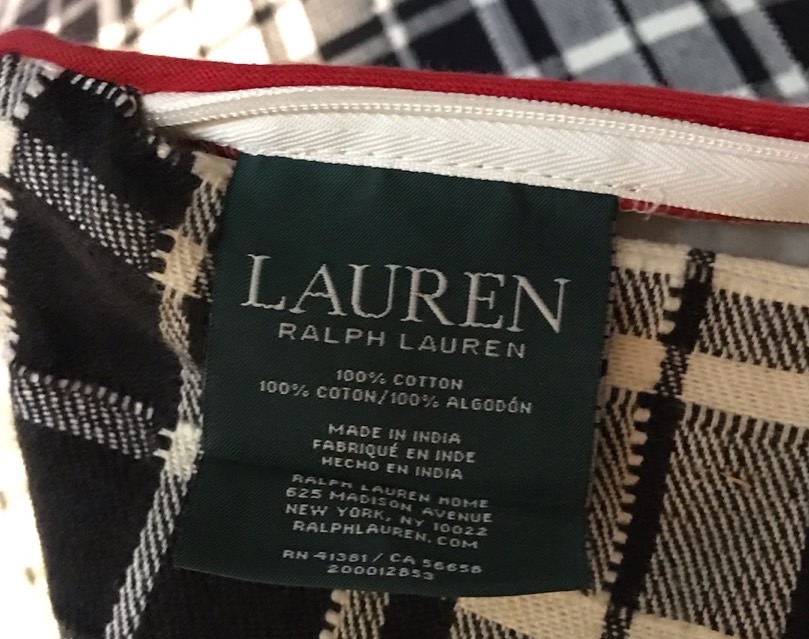 LAUREN
RALPH LAUREN
100% COTTON
100% COTON/100% ALGODÓN
MADE IN INDIA
FABRIQUÉ EN INDE
HECHO EN INDIA
RALPH LAUREN HOME
625 MADISON AVENUE
NEW YORK, NY 10022
RALPHLAUREN.COM
RN 41381 / CA 56658
200012853